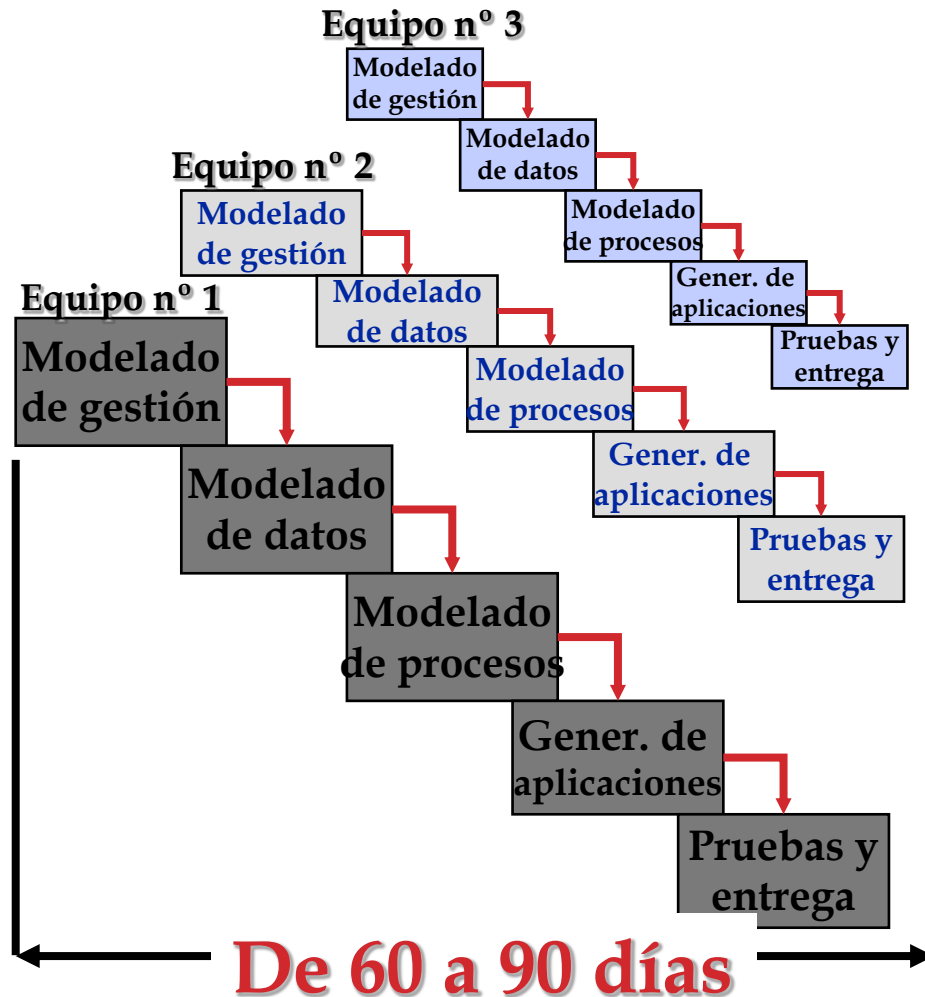 Equipo nº 3
Modelado
de gestión
Modelado
de datos
Modelado
de procesos
Gener. de
aplicaciones
Pruebas y
entrega
Equipo nº 2
Modelado
de gestión
Modelado
de datos
Modelado
de procesos
Gener. de
aplicaciones
Pruebas y
entrega
Equipo nº 1
Modelado
de gestión
Modelado
de datos
Modelado
de procesos
Gener. de
aplicaciones
Pruebas y
entrega
De 60 a 90 días